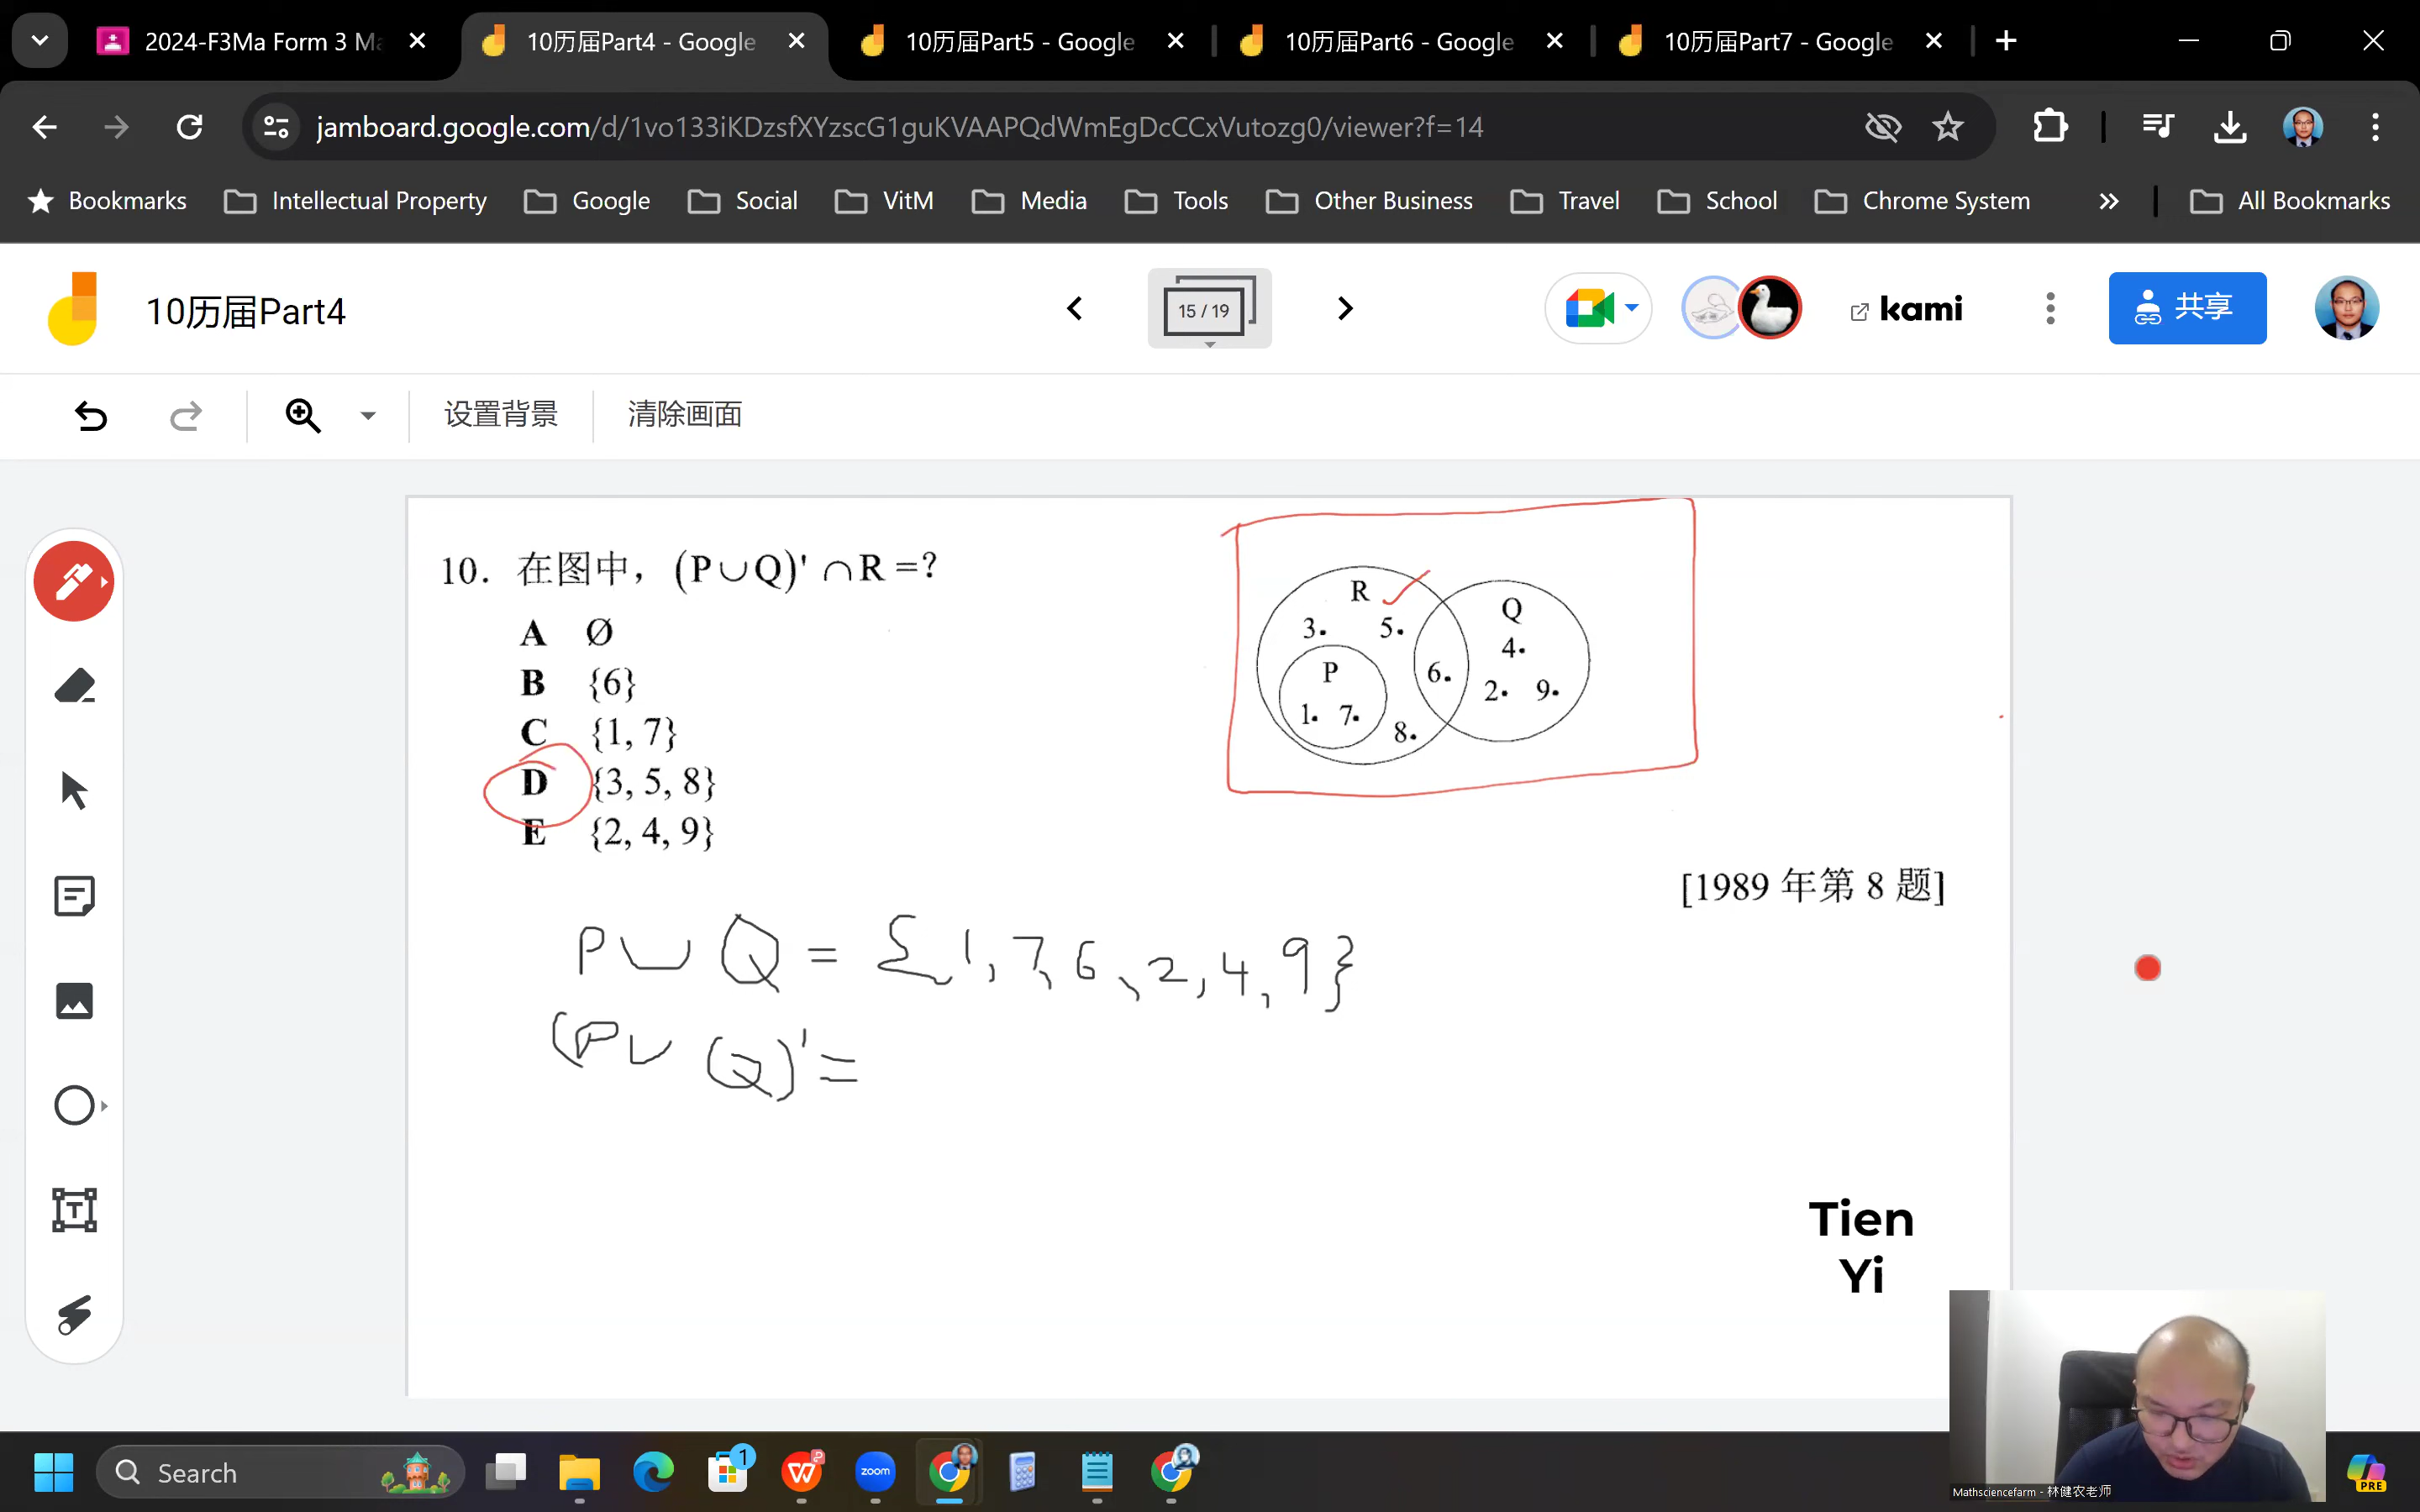 2024-F3Ma Form 3 Ma
10历届Part4 - Google
10历届Part5 - Google
10历届Part6 - Google
10历届Part7 - Google
jamboard.google.com/d/1vo133iKDzsfXYzscG1guKVAAPQdWmEgDcCCxVutozg0/viewer?f=14
Bookmarks Intellectual Property Google Social VitM Media Tools Other Business Travel School Chrome System » All Bookmarks
10历届Part4
15 / 19
kami
共享
设置背景 清除画面
10. 在图中，(P∪Q)' ∩R =?
A Ø
B {6}
C {1, 7}
D {3, 5, 8}
E {2, 4, 9}
R
Q
3. 5.
4.
P
6.
2. 9.
1. 7.
8.
[1989 年第 8 题]
P∪Q = {1, 7, 6, 2, 4, 9}
(P∪Q)' =
Tien
Yi
Mathsciencefarm - 林健农老师
Search
1
zoom
PRE